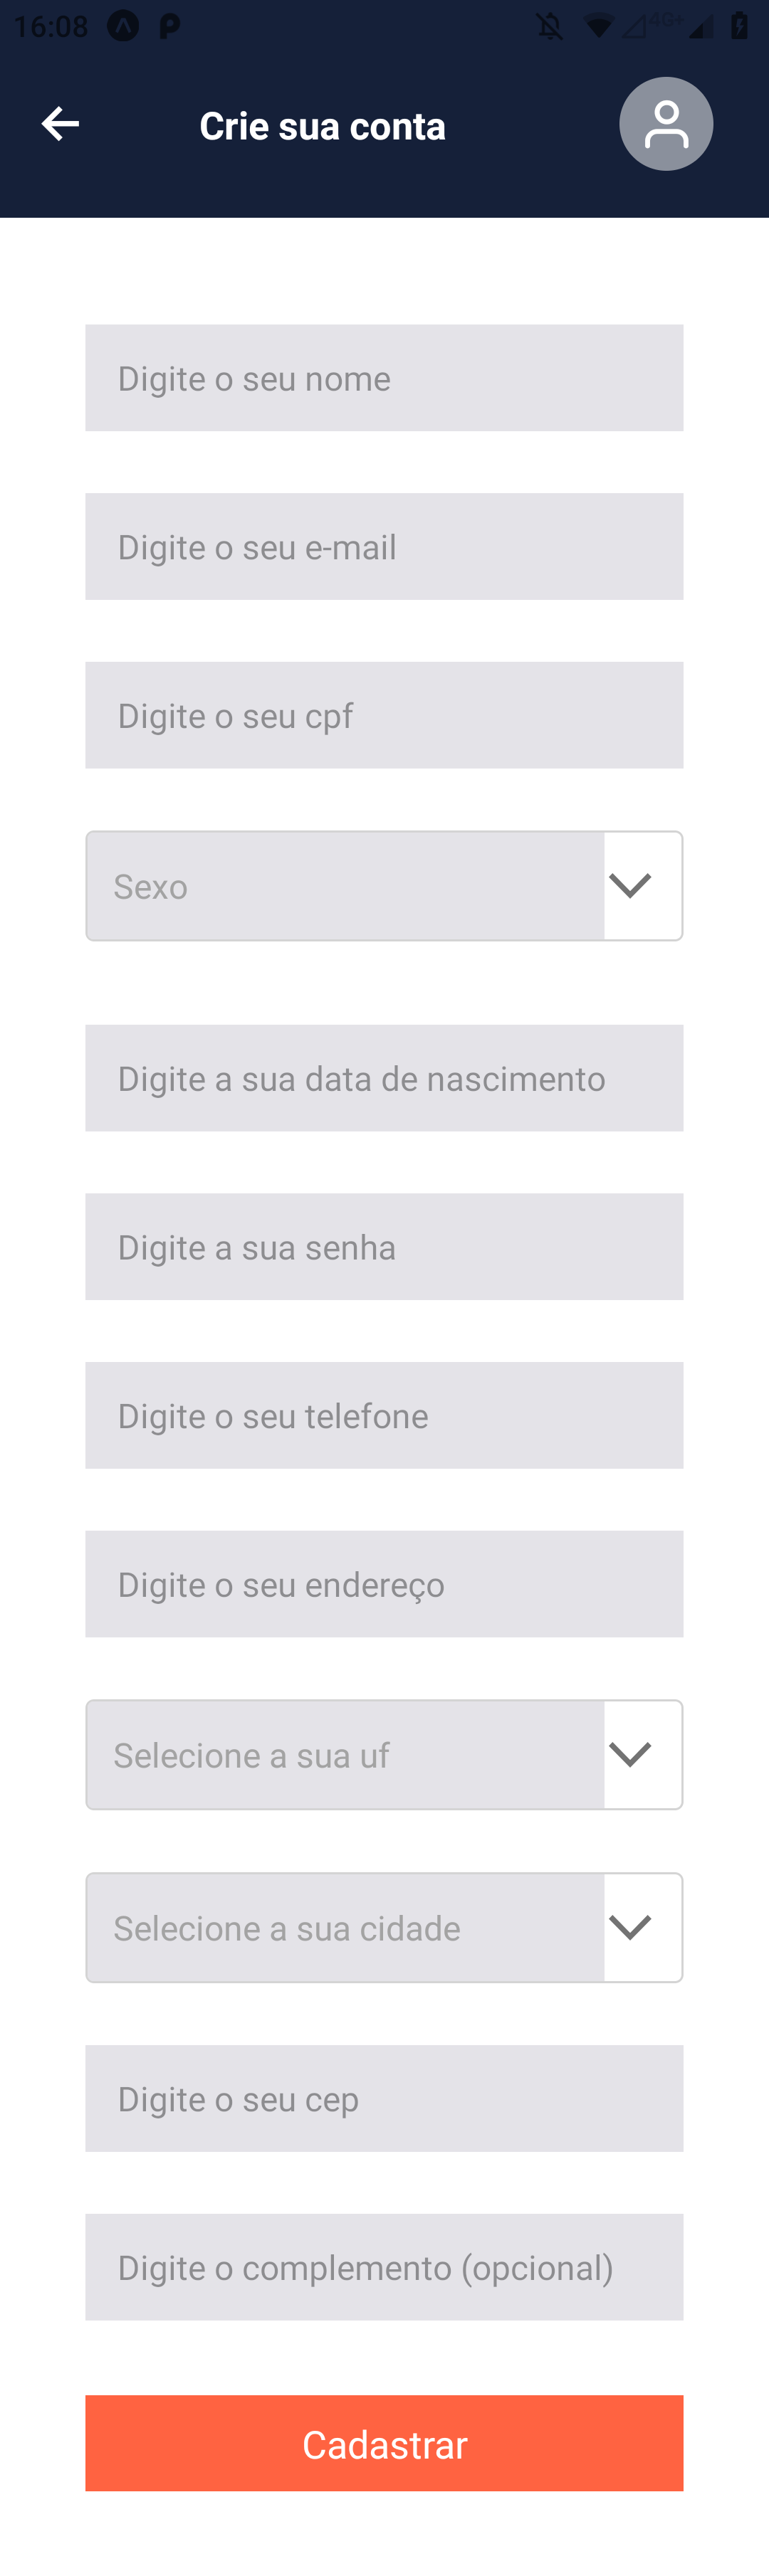 16:08
4G+
Crie sua conta
Digite o seu nome
Digite o seu e-mail
Digite o seu cpf
Sexo
Digite a sua data de nascimento
Digite a sua senha
Digite o seu telefone
Digite o seu endereço
Selecione a sua uf
Selecione a sua cidade
Digite o seu cep
Digite o complemento (opcional)
Cadastrar